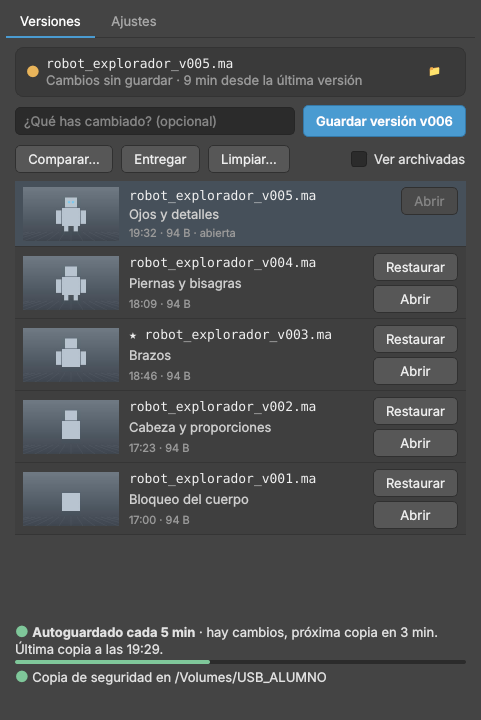 Versiones Ajustes
robot_explorador_v005.ma
Cambios sin guardar · 9 min desde la última versión
¿Qué has cambiado? (opcional) Guardar versión v006
Comparar... Entregar Limpiar... Ver archivadas
robot_explorador_v005.ma
Abrir
Ojos y detalles
19:32 · 94 B · abierta
robot_explorador_v004.ma
Restaurar
Piernas y bisagras
Abrir
18:09 · 94 B
★ robot_explorador_v003.ma
Restaurar
Brazos
Abrir
18:46 · 94 B
robot_explorador_v002.ma
Restaurar
Cabeza y proporciones
Abrir
17:23 · 94 B
robot_explorador_v001.ma
Restaurar
Bloqueo del cuerpo
Abrir
17:00 · 94 B
Autoguardado cada 5 min · hay cambios, próxima copia en 3 min.
Última copia a las 19:29.
Copia de seguridad en /Volumes/USB_ALUMNO